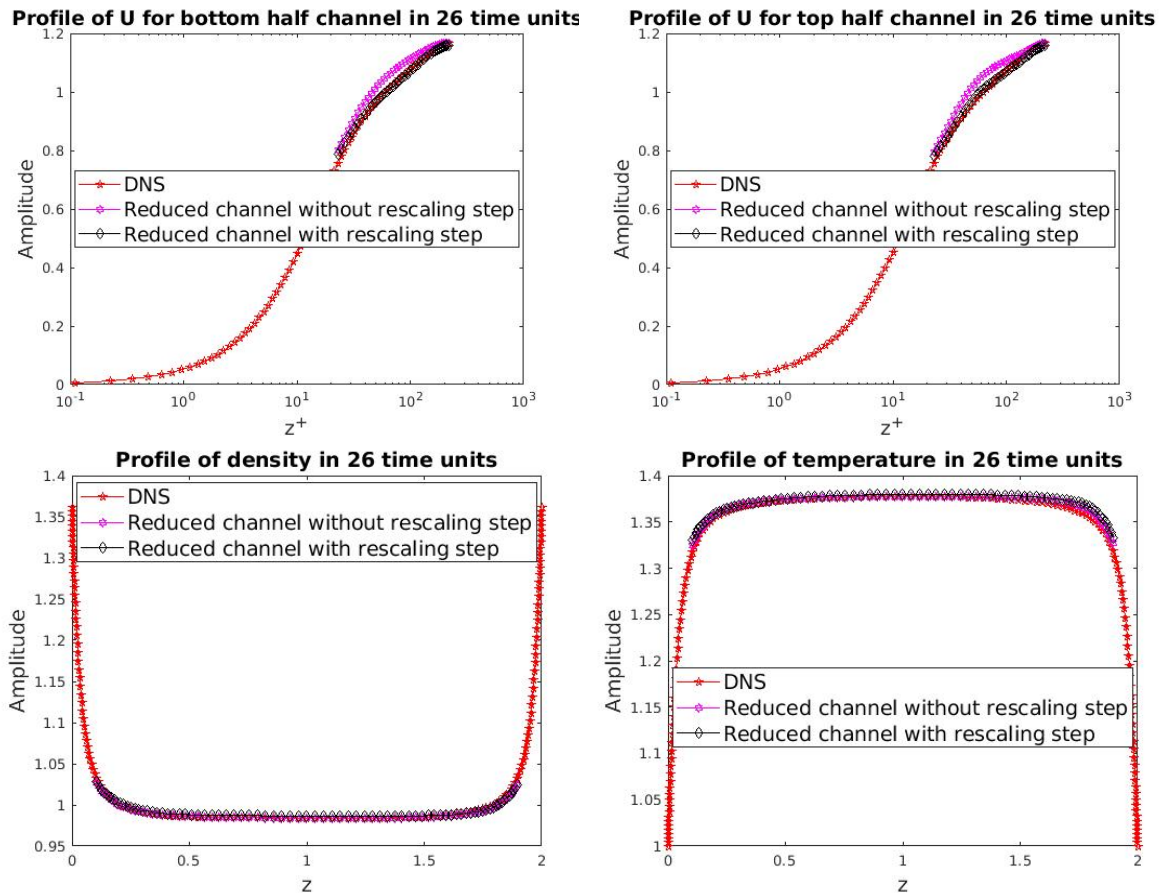 Profile of U for bottom half channel in 26 time units
Amplitude
1.2
1
0.8
0.6
0.4
0.2
0
DNS
Reduced channel without rescaling step
Reduced channel with rescaling step
10^-1
10^0
10^1
10^2
10^3
z^+
Profile of U for top half channel in 26 time units
Amplitude
1.2
1
0.8
0.6
0.4
0.2
0
DNS
Reduced channel without rescaling step
Reduced channel with rescaling step
10^-1
10^0
10^1
10^2
10^3
z^+
Profile of density in 26 time units
Amplitude
1.4
1.35
1.3
1.25
1.2
1.15
1.1
1.05
1
0.95
DNS
Reduced channel without rescaling step
Reduced channel with rescaling step
0
0.5
1
1.5
2
z
Profile of temperature in 26 time units
Amplitude
1.4
1.35
1.3
1.25
1.2
1.15
1.1
1.05
1
DNS
Reduced channel without rescaling step
Reduced channel with rescaling step
0
0.5
1
1.5
2
z